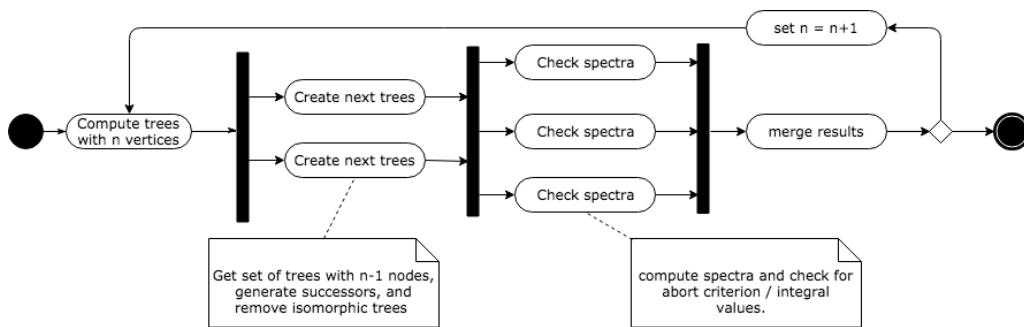 set n = n+1
Check spectra
Create next trees
Compute trees
with n vertices
Check spectra
merge results
Create next trees
Check spectra
Get set of trees with n-1 nodes,
generate successors, and
remove isomorphic trees
compute spectra and check for
abort criterion / integral
values.